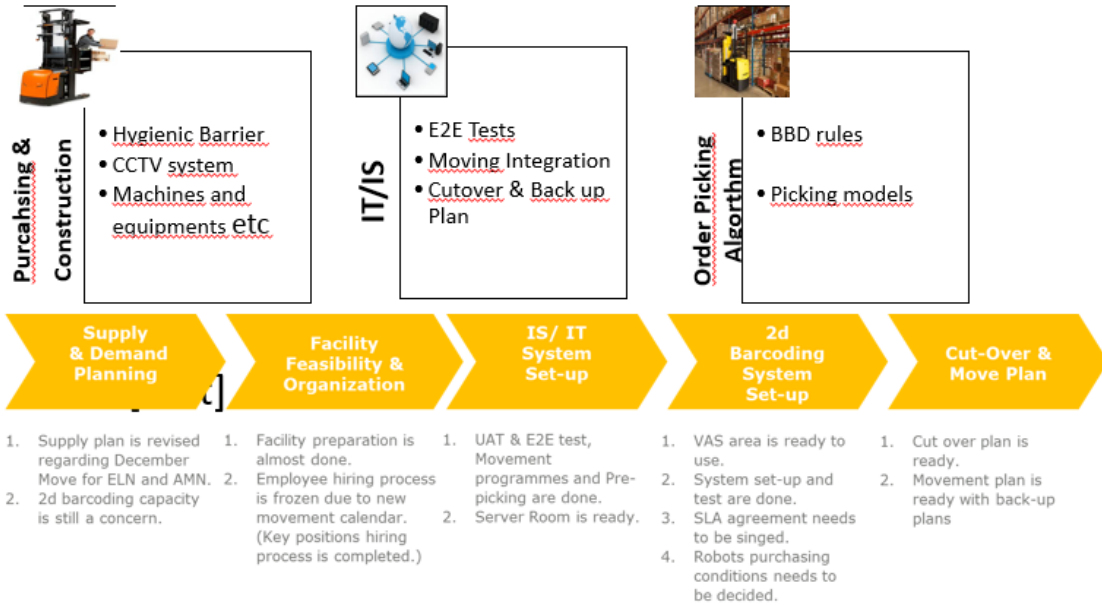 Purcahsing &
Construction
• Hygienic Barrier
• CCTV system
• Machines and
equipments etc
IT/IS
• E2E Tests
• Moving Integration
• Cutover & Back up
Plan
Order Picking
Algorthm
• BBD rules
• Picking models
Supply
& Demand
Planning
Facility
Feasibility &
Organization
IS/ IT
System
Set-up
2d
Barcoding
System
Set-up
Cut-Over &
Move Plan
1. Supply plan is revised
regarding December
Move for ELN and AMN.
2. 2d barcoding capacity
is still a concern.
1. Facility preparation is
almost done.
2. Employee hiring process
is frozen due to new
movement calendar.
(Key positions hiring
process is completed.)
1. UAT & E2E test,
Movement
programmes and Pre-
picking are done.
2. Server Room is ready.
1. VAS area is ready to
use.
2. System set-up and
test are done.
3. SLA agreement needs
to be singed.
4. Robots purchasing
conditions needs to
be decided.
1. Cut over plan is
ready.
2. Movement plan is
ready with back-up
plans